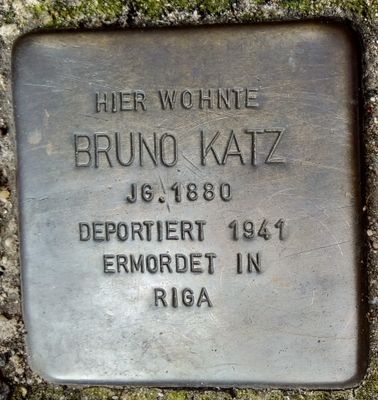 HIER WOHNTE
BRUNO KATZ
JG. 1880
DEPORTIERT 1941
ERMORDET IN
RIGA